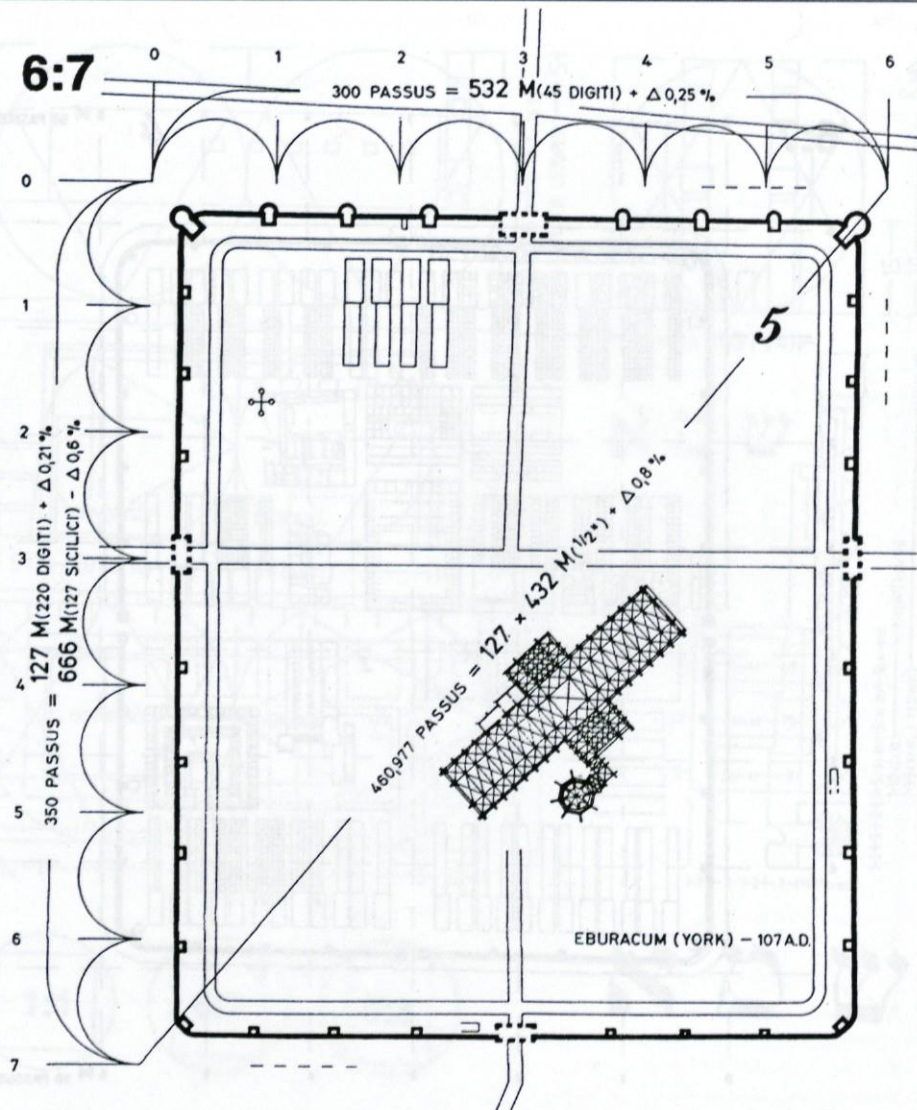 6:7
0 1 2 3 4 5 6
300 PASSUS = 532 M(45 DIGITI) + Δ 0,25 %
0
1
2
3
4
5
6
7
350 PASSUS = 127 M(220 DIGITI) + Δ 0,21 %
666 M(127 SICILICI) - Δ 0,6 %
5
460,977 PASSUS = 127 × 432 M(1/2") + Δ 0,8 %
EBURACUM (YORK) – 107 A.D.